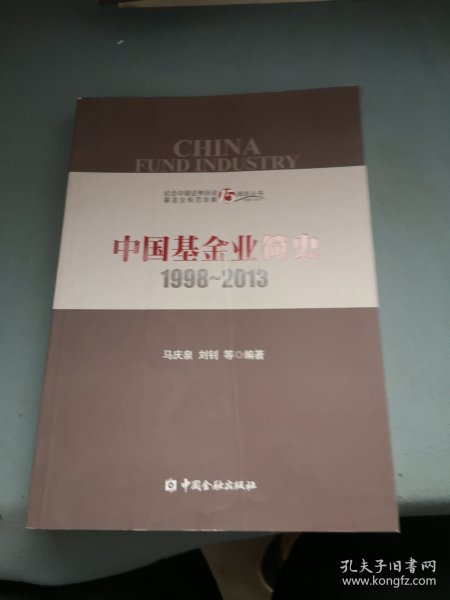 CHINA
FUND INDUSTRY
纪念中国证券投资
基金业规范发展15周年丛书
中国基金业简史
1998~2013
马庆泉 刘钊 等◎编著
中国金融出版社
孔夫子旧书网
www.kongfz.com